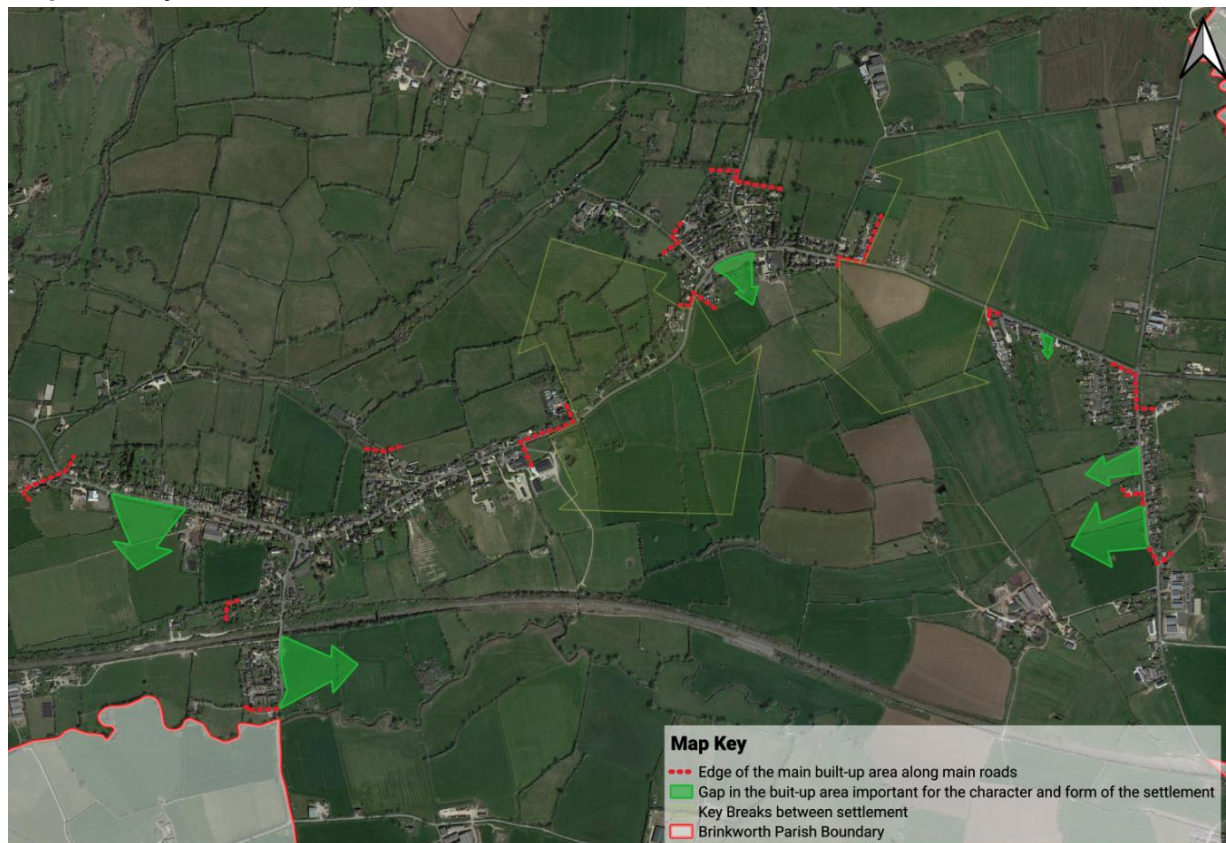 Map Key
Edge of the main built-up area along main roads
Gap in the buit-up area important for the character and form of the settlement
Key Breaks between settlement
Brinkworth Parish Boundary